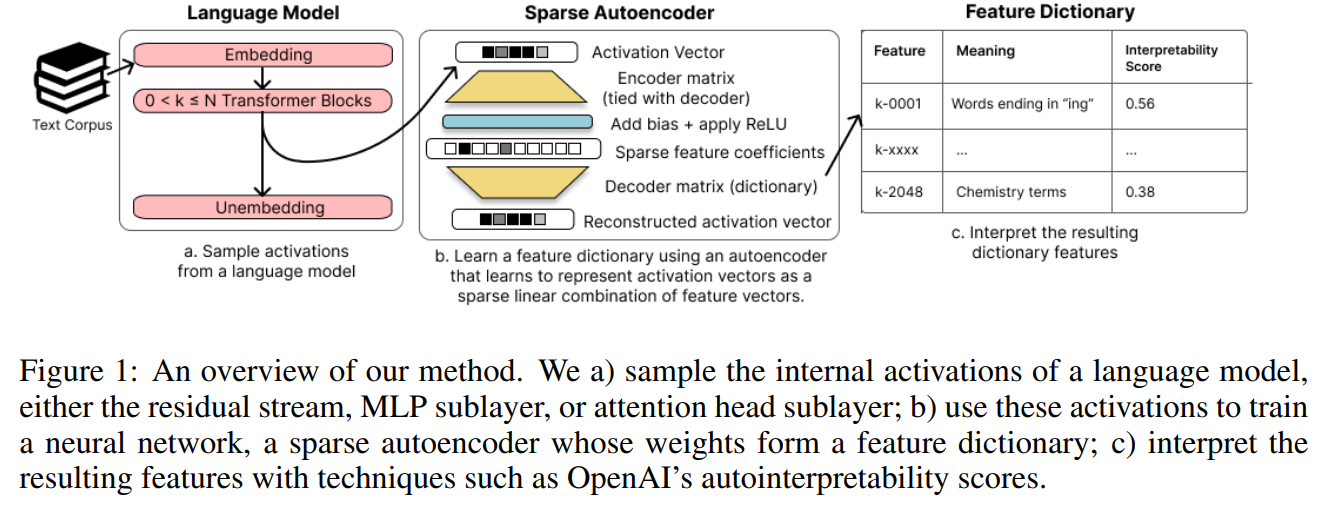 Language Model
Text Corpus
Embedding
0 < k ≤ N Transformer Blocks
Unembedding
a. Sample activations
from a language model
Sparse Autoencoder
Activation Vector
Encoder matrix
(tied with decoder)
Add bias + apply ReLU
Sparse feature coefficients
Decoder matrix (dictionary)
Reconstructed activation vector
b. Learn a feature dictionary using an autoencoder
that learns to represent activation vectors as a
sparse linear combination of feature vectors.
Feature Dictionary
Feature Meaning Interpretability
Score
k-0001 Words ending in “ing” 0.56
k-xxxx ... ...
k-2048 Chemistry terms 0.38
c. Interpret the resulting
dictionary features
Figure 1: An overview of our method. We a) sample the internal activations of a language model,
either the residual stream, MLP sublayer, or attention head sublayer; b) use these activations to train
a neural network, a sparse autoencoder whose weights form a feature dictionary; c) interpret the
resulting features with techniques such as OpenAI’s autointerpretability scores.